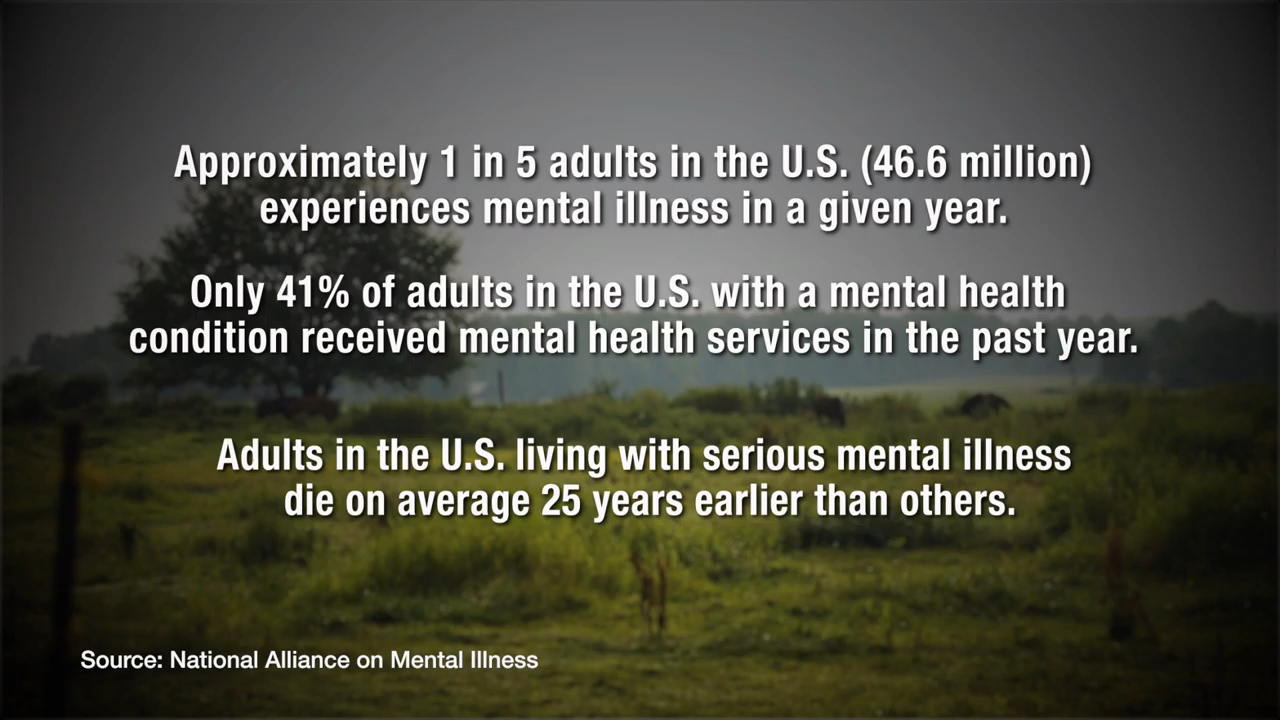 Approximately 1 in 5 adults in the U.S. (46.6 million)
experiences mental illness in a given year.
Only 41% of adults in the U.S. with a mental health
condition received mental health services in the past year.
Adults in the U.S. living with serious mental illness
die on average 25 years earlier than others.
Source: National Alliance on Mental Illness